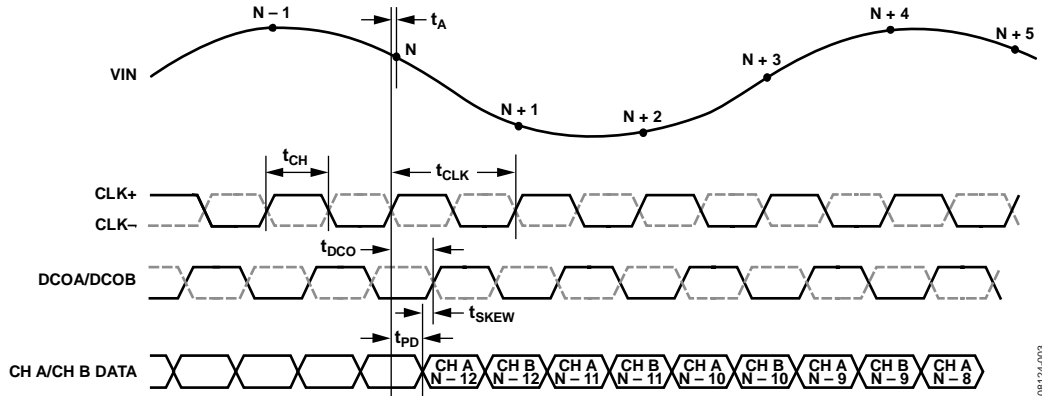 N – 1
tA
N
N + 1
N + 2
N + 3
N + 4
N + 5
VIN
tCH
tCLK
CLK+
CLK–
tDCO
DCOA/DCOB
tSKEW
tPD
CH A/CH B DATA
CH A
N – 12
CH B
N – 12
CH A
N – 11
CH B
N – 11
CH A
N – 10
CH B
N – 10
CH A
N – 9
CH B
N – 9
CH A
N – 8
08124-003